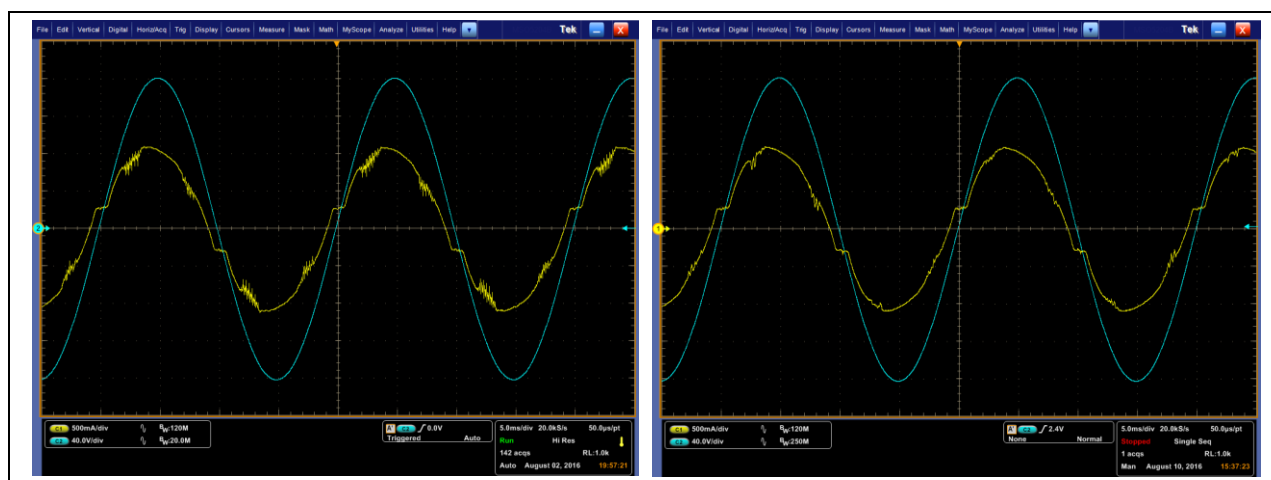 File Edit Vertical Digital Horiz/Acq Trig Display Cursors Measure Mask Math MyScope Analyze Utilities Help Tek X
2
C1 500mA/div BW:120M
C2 40.0V/div BW:20.0M
A' C2 0.0V
Triggered Auto
5.0ms/div 20.0kS/s 50.0µs/pt
Run Hi Res
142 acqs RL:1.0k
Auto August 02, 2016 19:57:21
File Edit Vertical Digital Horiz/Acq Trig Display Cursors Measure Mask Math MyScope Analyze Utilities Help Tek X
1
C1 500mA/div BW:120M
C2 40.0V/div BW:250M
A' C2 2.4V
None Normal
5.0ms/div 20.0kS/s 50.0µs/pt
Stopped Single Seq
1 acqs RL:1.0k
Man August 10, 2016 15:37:23